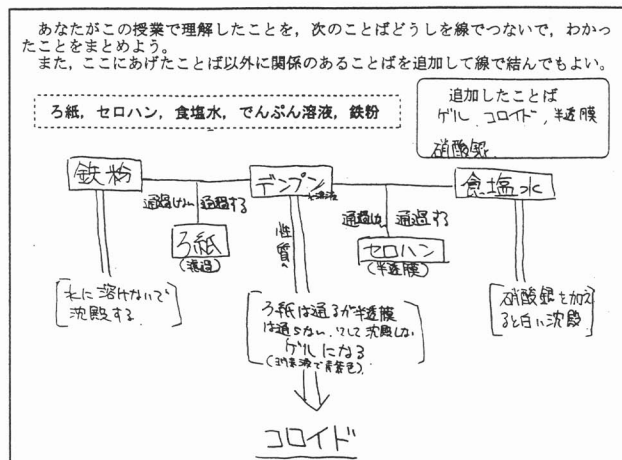 あなたがこの授業で理解したことを，次のことばどうしを線でつないで，わかっ
たことをまとめよう。
また，ここにあげたことば以外に関係のあることばを追加して線で結んでもよい。
ろ紙，セロハン，食塩水，でんぷん溶液，鉄粉
追加したことば
ゲル，コロイド，半透膜
硝酸銀
鉄粉
デンプン溶液
食塩水
通過しない 通過する
通過しない 通過する
ろ紙
(濾過)
性質
セロハン
(半透膜)
水に溶けないで
沈殿する
ろ紙は通るが半透膜
は通らない。そして沈殿しない
ゲルになる
(ヨウ素液で青紫色)
硝酸銀を加え
ると白い沈殿
コロイド